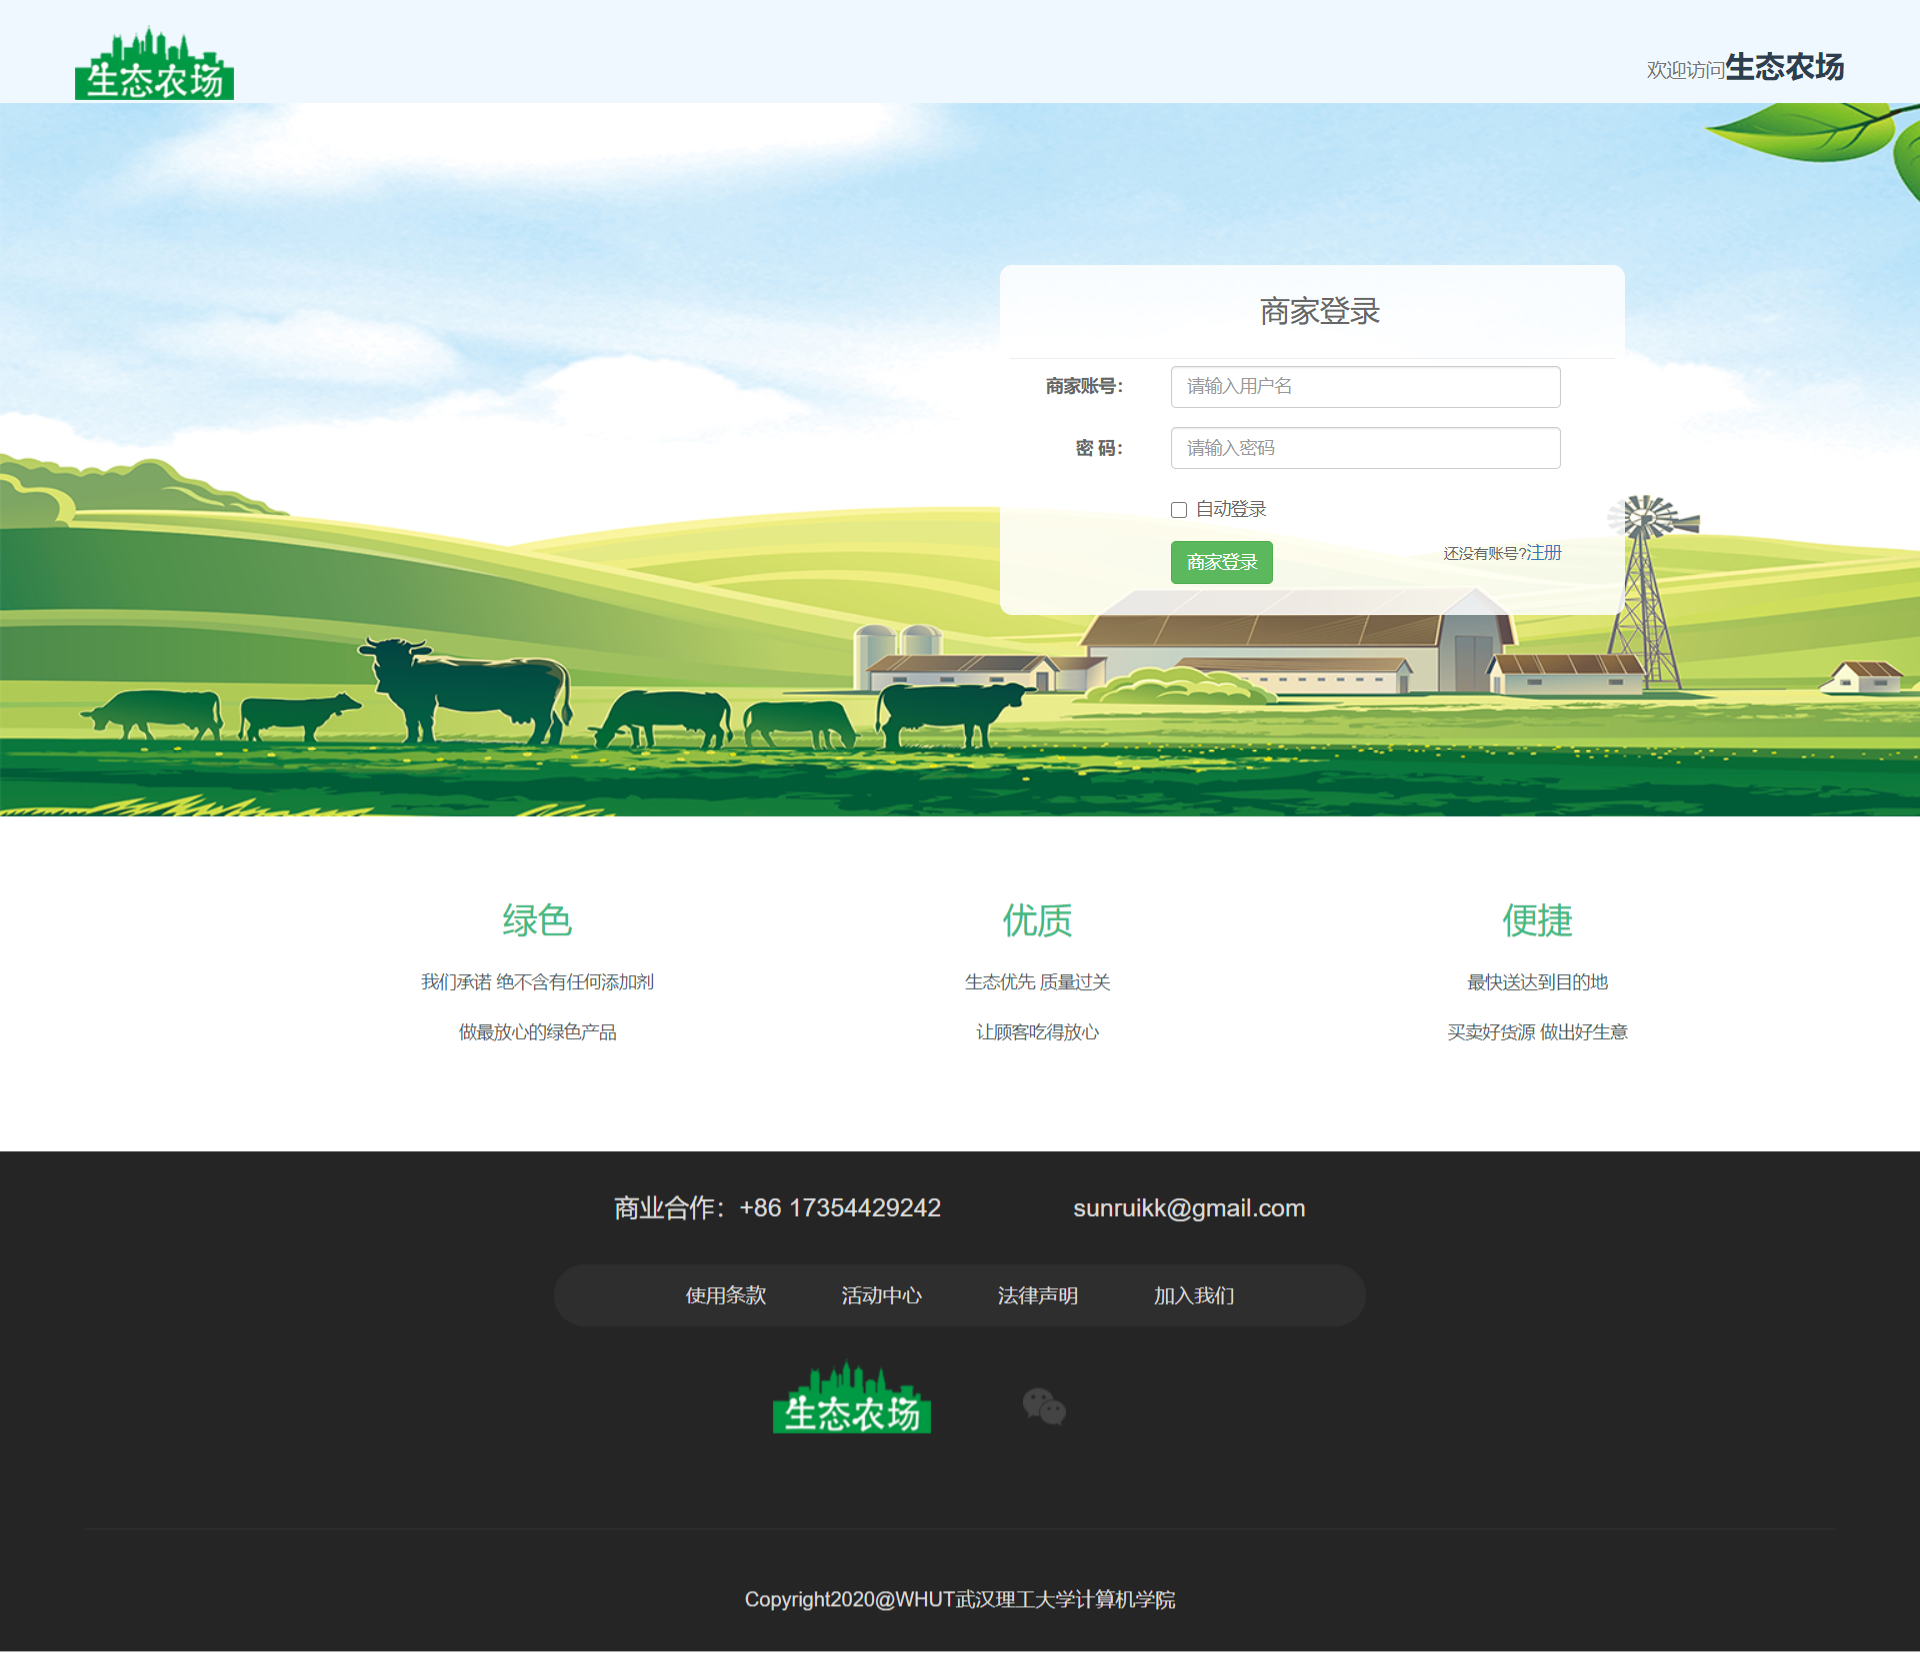 生态农场
欢迎访问生态农场
商家登录
商家账号：
请输入用户名
密 码：
请输入密码
自动登录
商家登录
还没有账号?注册
绿色
优质
便捷
我们承诺 绝不含有任何添加剂
生态优先 质量过关
最快送达到目的地
做最放心的绿色产品
让顾客吃得放心
买卖好货源 做出好生意
商业合作：+86 17354429242
sunruikk@gmail.com
使用条款
活动中心
法律声明
加入我们
生态农场
Copyright2020@WHUT武汉理工大学计算机学院